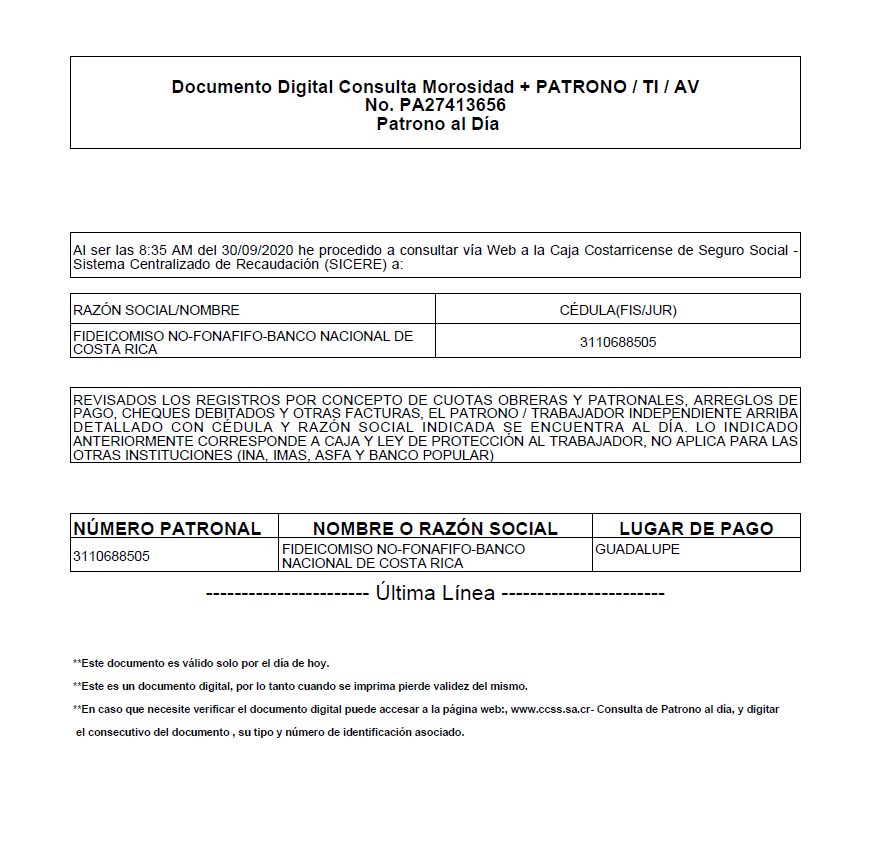 Documento Digital Consulta Morosidad + PATRONO / TI / AV
No. PA27413656
Patrono al Día
Al ser las 8:35 AM del 30/09/2020 he procedido a consultar vía Web a la Caja Costarricense de Seguro Social -
Sistema Centralizado de Recaudación (SICERE) a:
RAZÓN SOCIAL/NOMBRE
CÉDULA(FIS/JUR)
FIDEICOMISO NO-FONAFIFO-BANCO NACIONAL DE
COSTA RICA
3110688505
REVISADOS LOS REGISTROS POR CONCEPTO DE CUOTAS OBRERAS Y PATRONALES, ARREGLOS DE
PAGO, CHEQUES DEBITADOS Y OTRAS FACTURAS, EL PATRONO / TRABAJADOR INDEPENDIENTE ARRIBA
DETALLADO CON CÉDULA Y RAZÓN SOCIAL INDICADA SE ENCUENTRA AL DÍA. LO INDICADO
ANTERIORMENTE CORRESPONDE A CAJA Y LEY DE PROTECCIÓN AL TRABAJADOR, NO APLICA PARA LAS
OTRAS INSTITUCIONES (INA, IMAS, ASFA Y BANCO POPULAR)
NÚMERO PATRONAL
NOMBRE O RAZÓN SOCIAL
LUGAR DE PAGO
3110688505
FIDEICOMISO NO-FONAFIFO-BANCO
NACIONAL DE COSTA RICA
GUADALUPE
----------------------- Última Línea -----------------------
**Este documento es válido solo por el día de hoy.
**Este es un documento digital, por lo tanto cuando se imprima pierde validez del mismo.
**En caso que necesite verificar el documento digital puede accesar a la página web:, www.ccss.sa.cr- Consulta de Patrono al día, y digitar
el consecutivo del documento , su tipo y número de identificación asociado.